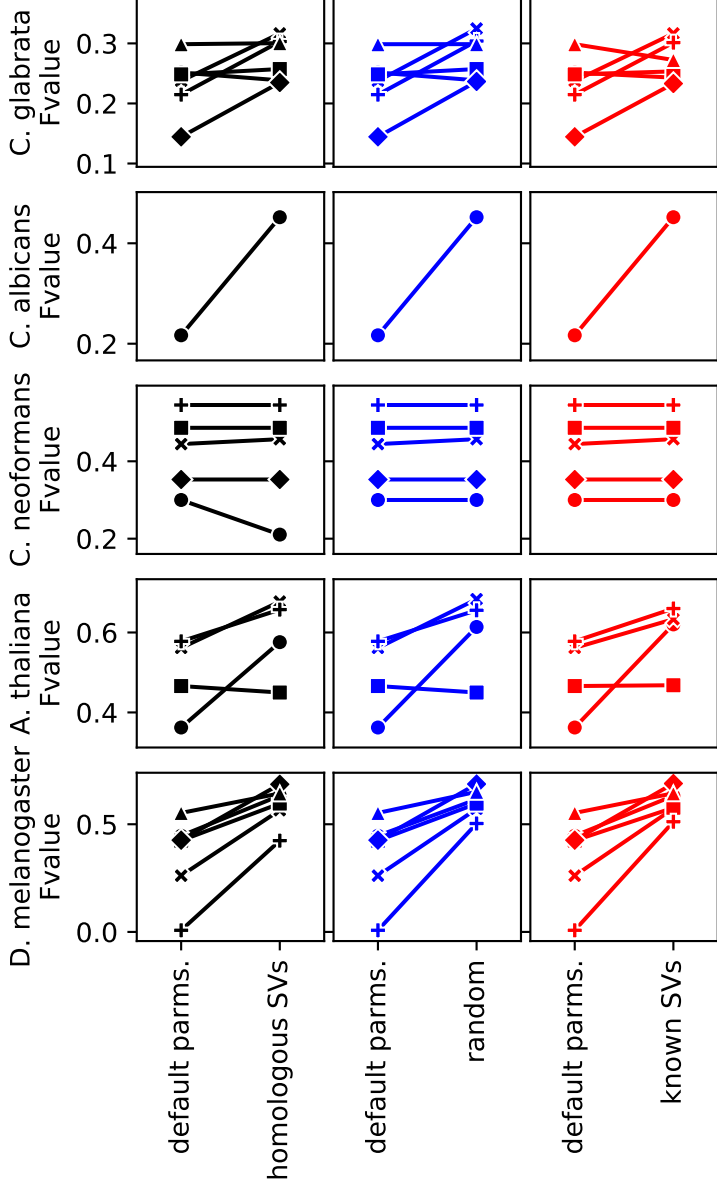 C. glabrata
Fvalue
0.3
0.2
0.1
C. albicans
Fvalue
0.4
0.2
C. neoformans
Fvalue
0.4
0.2
A. thaliana
Fvalue
0.6
0.4
D. melanogaster
Fvalue
0.5
0.0
default parms.
homologous SVs
default parms.
random
default parms.
known SVs